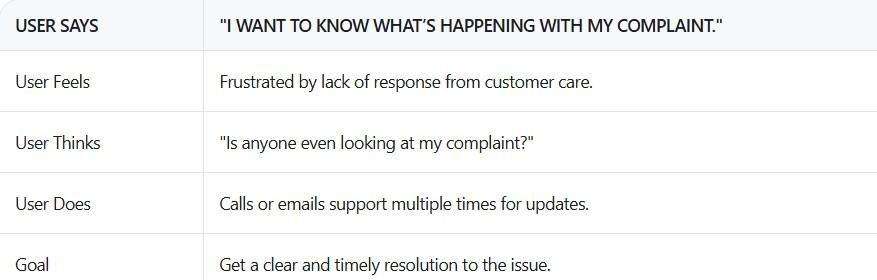 USER SAYS "I WANT TO KNOW WHAT’S HAPPENING WITH MY COMPLAINT."
User Feels Frustrated by lack of response from customer care.
User Thinks "Is anyone even looking at my complaint?"
User Does Calls or emails support multiple times for updates.
Goal Get a clear and timely resolution to the issue.